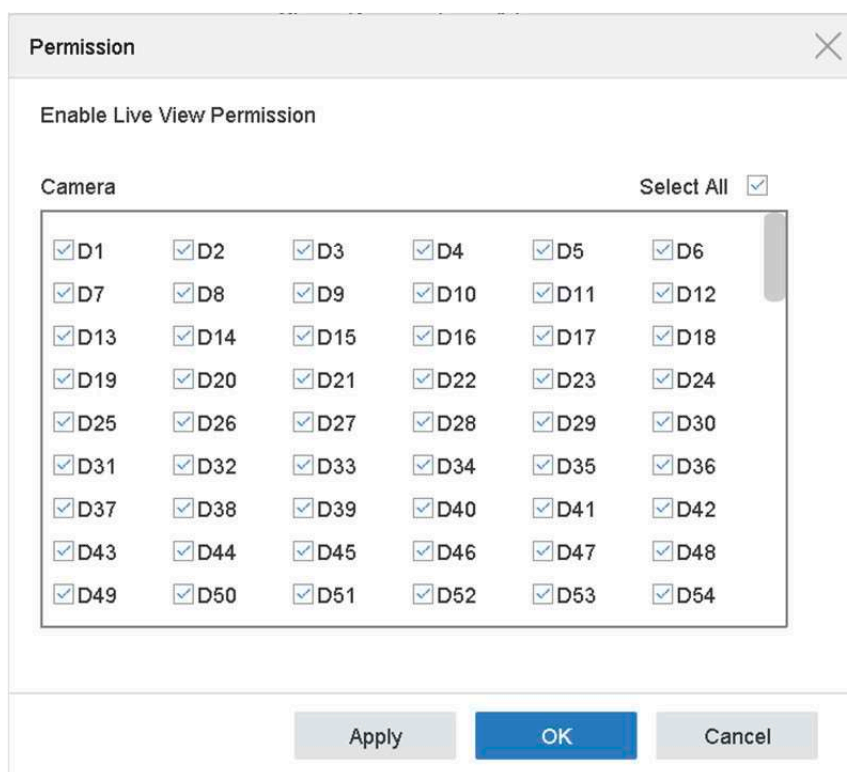 Permission
Enable Live View Permission
Camera Select All
D1 D2 D3 D4 D5 D6
D7 D8 D9 D10 D11 D12
D13 D14 D15 D16 D17 D18
D19 D20 D21 D22 D23 D24
D25 D26 D27 D28 D29 D30
D31 D32 D33 D34 D35 D36
D37 D38 D39 D40 D41 D42
D43 D44 D45 D46 D47 D48
D49 D50 D51 D52 D53 D54
Apply OK Cancel